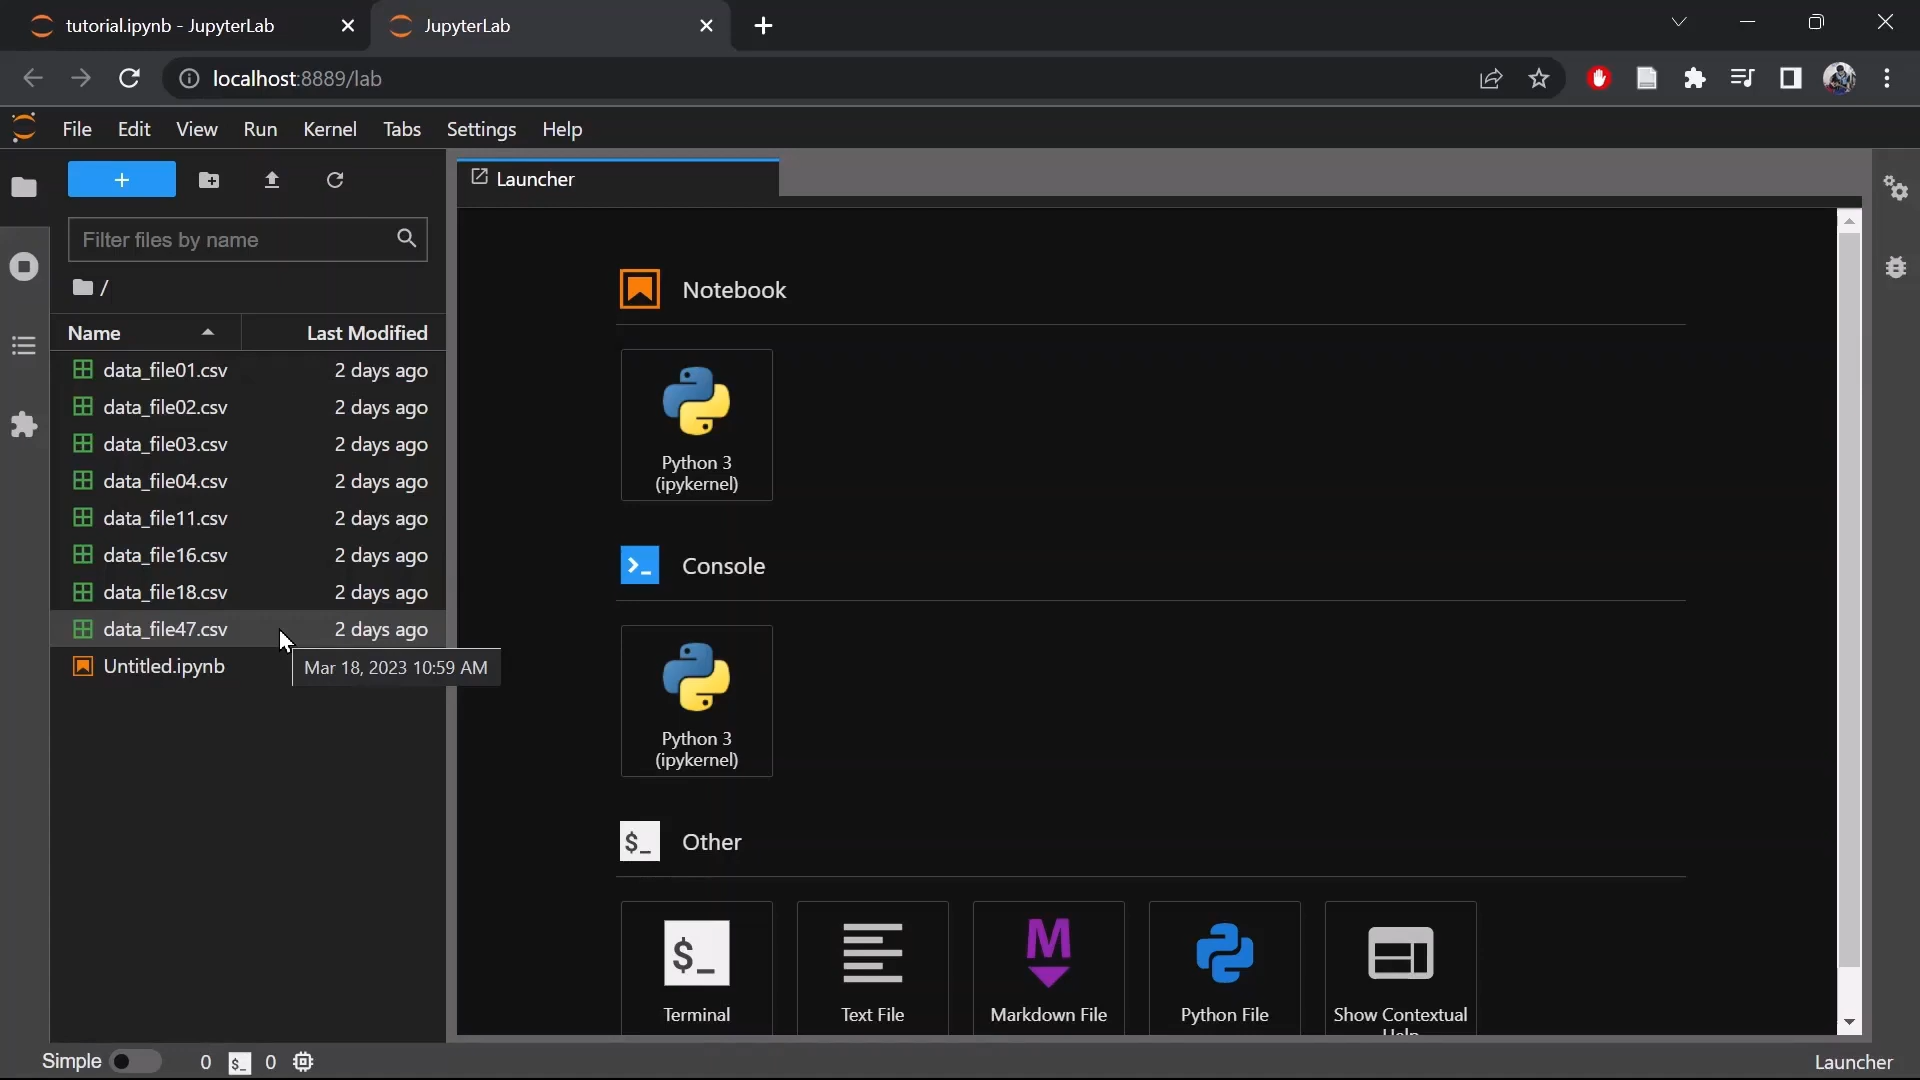 tutorial.ipynb - JupyterLab
JupyterLab
localhost:8889/lab
File Edit View Run Kernel Tabs Settings Help
+
Launcher
Filter files by name
/
Name Last Modified
data_file01.csv 2 days ago
data_file02.csv 2 days ago
data_file03.csv 2 days ago
data_file04.csv 2 days ago
data_file11.csv 2 days ago
data_file16.csv 2 days ago
data_file18.csv 2 days ago
data_file47.csv 2 days ago
Untitled.ipynb
Mar 18, 2023 10:59 AM
Notebook
Python 3
(ipykernel)
>_ Console
Python 3
(ipykernel)
$_ Other
$_
Terminal
Text File
M
Markdown File
Python File
Show Contextual
Help
Simple 0 $_ 0
Launcher